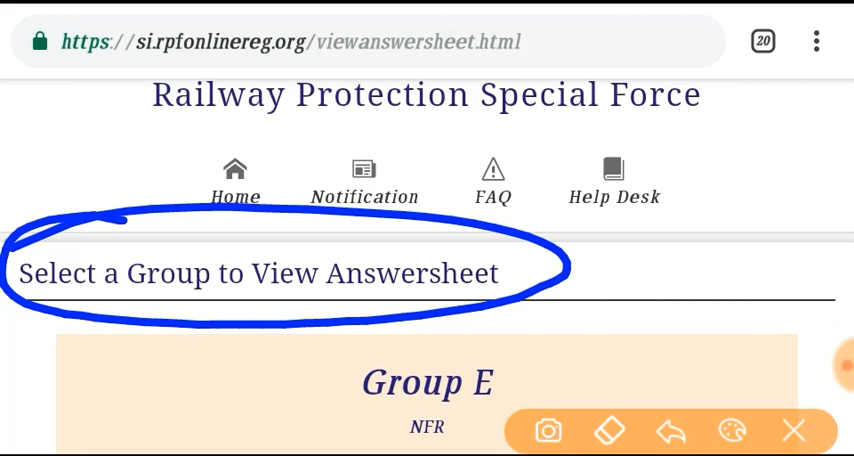 https://si.rpfonlinereg.org/viewanswersheet.html
20
Railway Protection Special Force
Home Notification FAQ Help Desk
Select a Group to View Answersheet
Group E
NFR